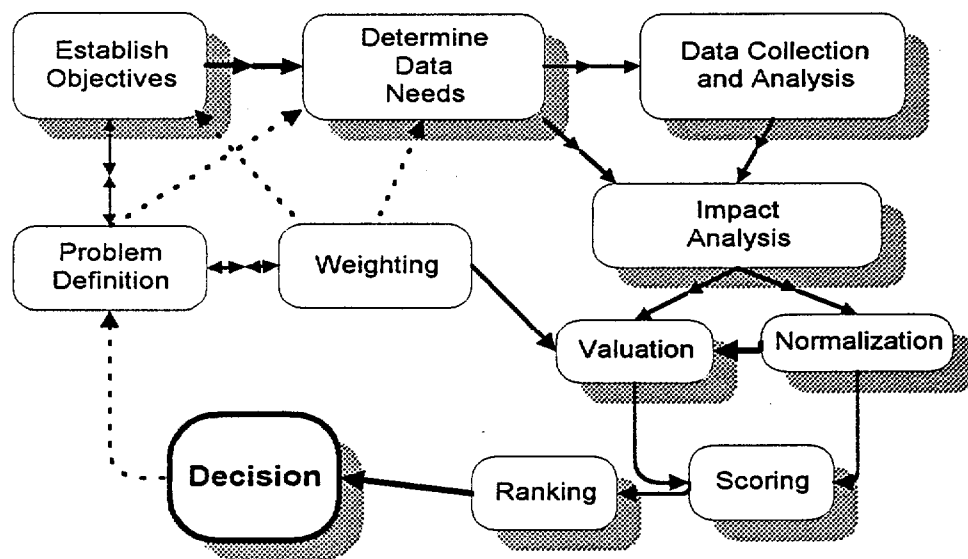 Establish
Objectives
Determine
Data
Needs
Data Collection
and Analysis
Impact
Analysis
Problem
Definition
Weighting
Valuation
Normalization
Decision
Ranking
Scoring